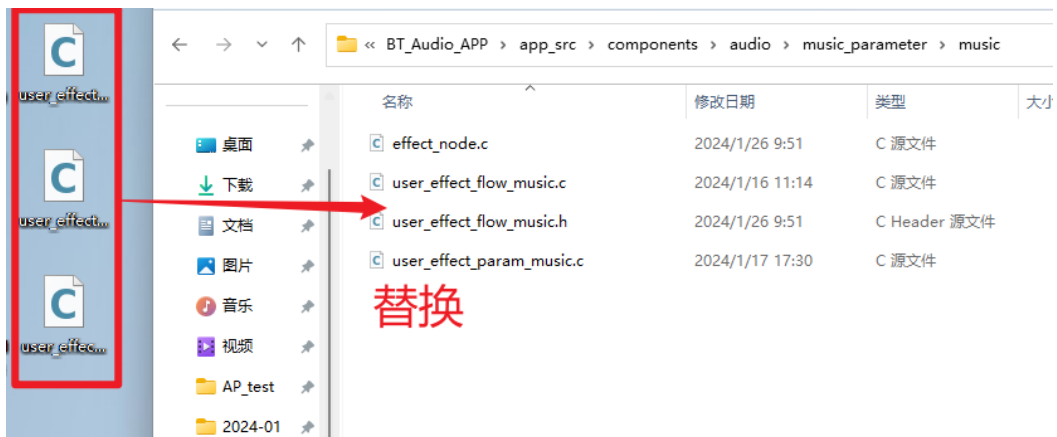 « BT_Audio_APP > app_src > components > audio > music_parameter > music
user_effect...
user_effect...
user_effec...
名称 修改日期 类型 大小
桌面
下载
文档
图片
音乐
视频
AP_test
2024-01
effect_node.c 2024/1/26 9:51 C 源文件
user_effect_flow_music.c 2024/1/16 11:14 C 源文件
user_effect_flow_music.h 2024/1/26 9:51 C Header 源文件
user_effect_param_music.c 2024/1/17 17:30 C 源文件
替换